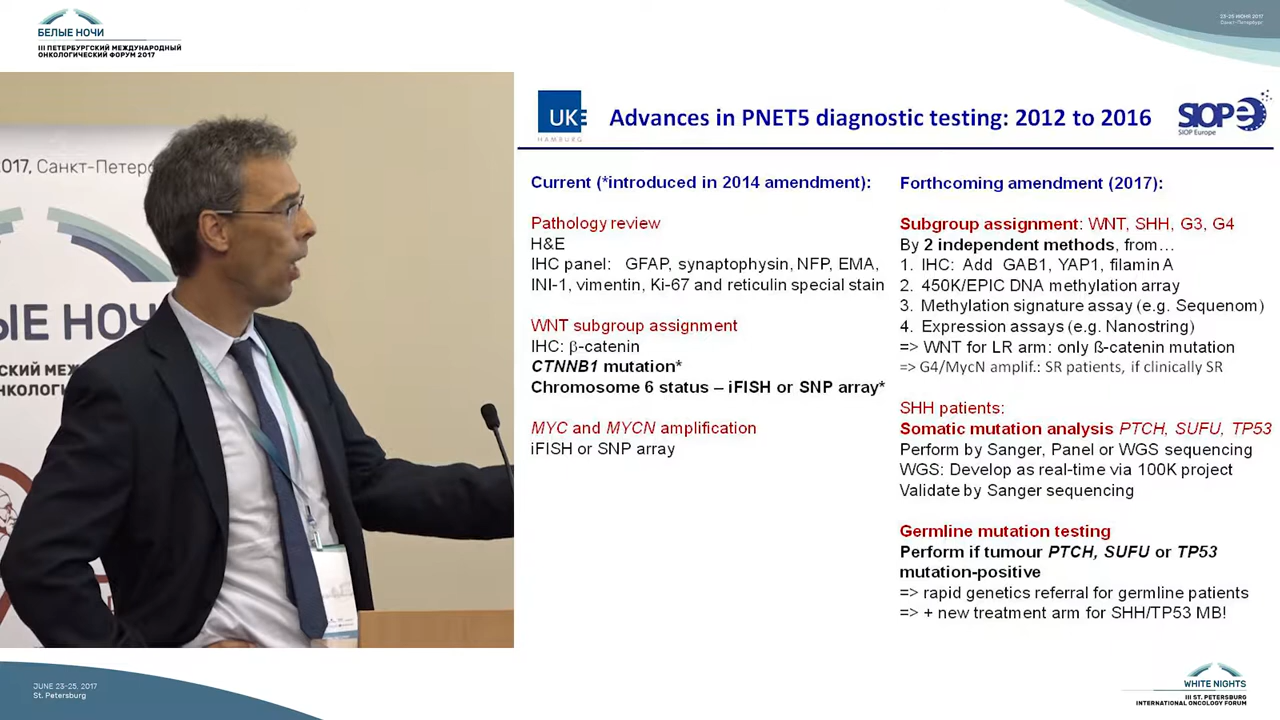 БЕЛЫЕ НОЧИ
III ПЕТЕРБУРГСКИЙ МЕЖДУНАРОДНЫЙ
ОНКОЛОГИЧЕСКИЙ ФОРУМ 2017
23-25 ИЮНЯ 2017
Санкт-Петербург
2017, Санкт-Петерб
ЫЕ НОЧ
СКИЙ МЕЖ
НКОЛОГИЧЕС
UKE
HAMBURG
Advances in PNET5 diagnostic testing: 2012 to 2016
SIOPe
SIOP Europe
Current (*introduced in 2014 amendment):
Pathology review
H&E
IHC panel: GFAP, synaptophysin, NFP, EMA,
INI-1, vimentin, Ki-67 and reticulin special stain
WNT subgroup assignment
IHC: β-catenin
CTNNB1 mutation*
Chromosome 6 status – iFISH or SNP array*
MYC and MYCN amplification
iFISH or SNP array
Forthcoming amendment (2017):
Subgroup assignment: WNT, SHH, G3, G4
By 2 independent methods, from…
1. IHC: Add GAB1, YAP1, filamin A
2. 450K/EPIC DNA methylation array
3. Methylation signature assay (e.g. Sequenom)
4. Expression assays (e.g. Nanostring)
=> WNT for LR arm: only ß-catenin mutation
=> G4/MycN amplif.: SR patients, if clinically SR
SHH patients:
Somatic mutation analysis PTCH, SUFU, TP53
Perform by Sanger, Panel or WGS sequencing
WGS: Develop as real-time via 100K project
Validate by Sanger sequencing
Germline mutation testing
Perform if tumour PTCH, SUFU or TP53
mutation-positive
=> rapid genetics referral for germline patients
=> + new treatment arm for SHH/TP53 MB!
JUNE 23-25, 2017
St. Petersburg
WHITE NIGHTS
III ST. PETERSBURG
INTERNATIONAL ONCOLOGY FORUM